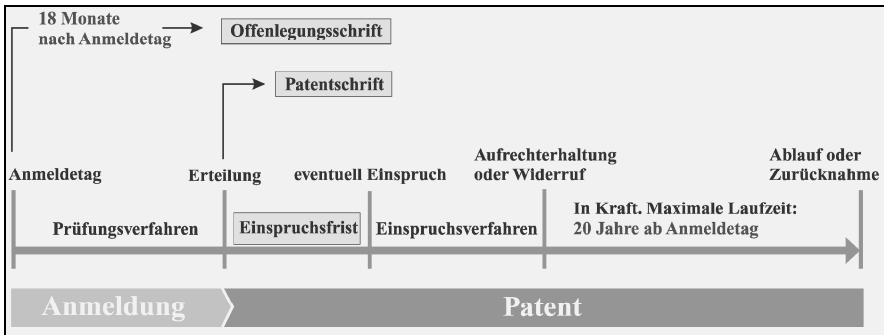 18 Monate
nach Anmeldetag
Offenlegungsschrift
Patentschrift
Anmeldetag
Erteilung
eventuell Einspruch
Aufrechterhaltung
oder Widerruf
Ablauf oder
Zurücknahme
Prüfungsverfahren
Einspruchsfrist
Einspruchsverfahren
In Kraft. Maximale Laufzeit:
20 Jahre ab Anmeldetag
Anmeldung
Patent